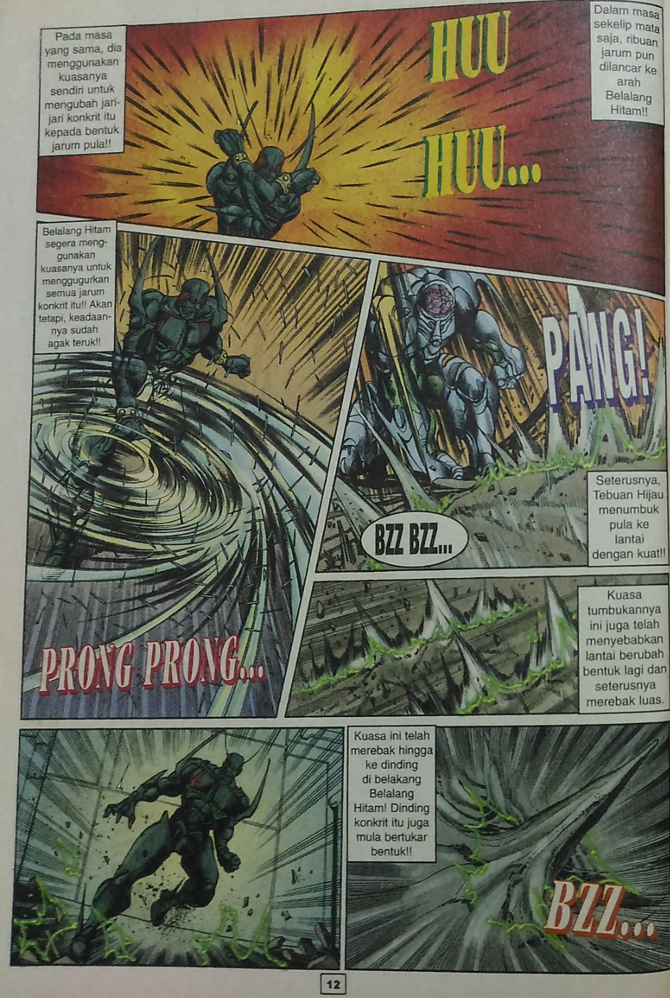 Pada masa
yang sama, dia
menggunakan
kuasanya
sendiri untuk
mengubah jari-
jari konkrit itu
kepada bentuk
jarum pula!!
HUU
HUU...
Dalam masa
sekelip mata
saja, ribuan
jarum pun
dilancar ke
arah
Belalang
Hitam!!
Belalang Hitam
segera meng-
gunakan
kuasanya untuk
menggugurkan
semua jarum
konkrit itu!! Akan
tetapi, keadaan-
nya sudah
agak teruk!!
PRONG PRONG...
PANG!
BZZ BZZ...
Seterusnya,
Tebuan Hijau
menumbuk
pula ke
lantai
dengan kuat!!
Kuasa
tumbukannya
ini juga telah
menyebabkan
lantai berubah
bentuk lagi dan
seterusnya
merebak luas.
Kuasa ini telah
merebak hingga
ke dinding
di belakang
Belalang
Hitam! Dinding
konkrit itu juga
mula bertukar
bentuk!!
BZZ...
12